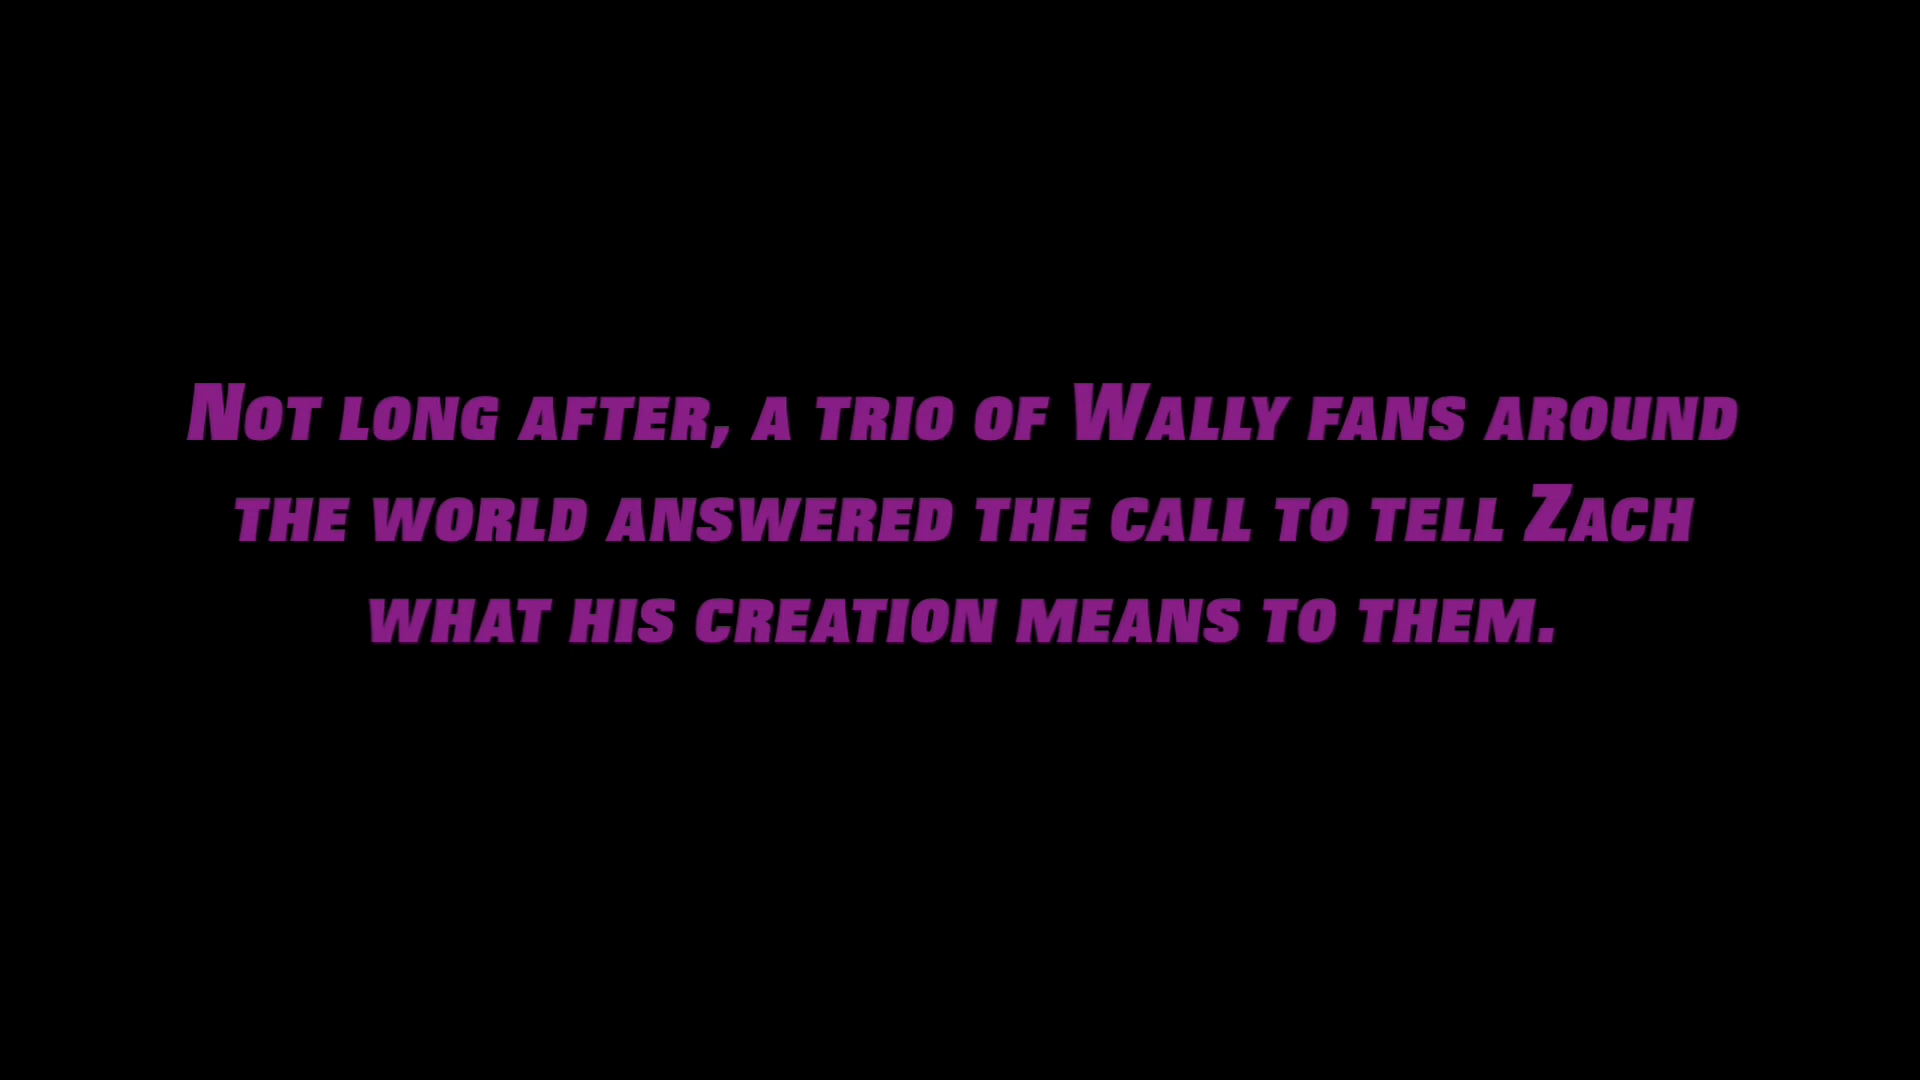 Not long after, a trio of Wally fans around
the world answered the call to tell Zach
what his creation means to them.